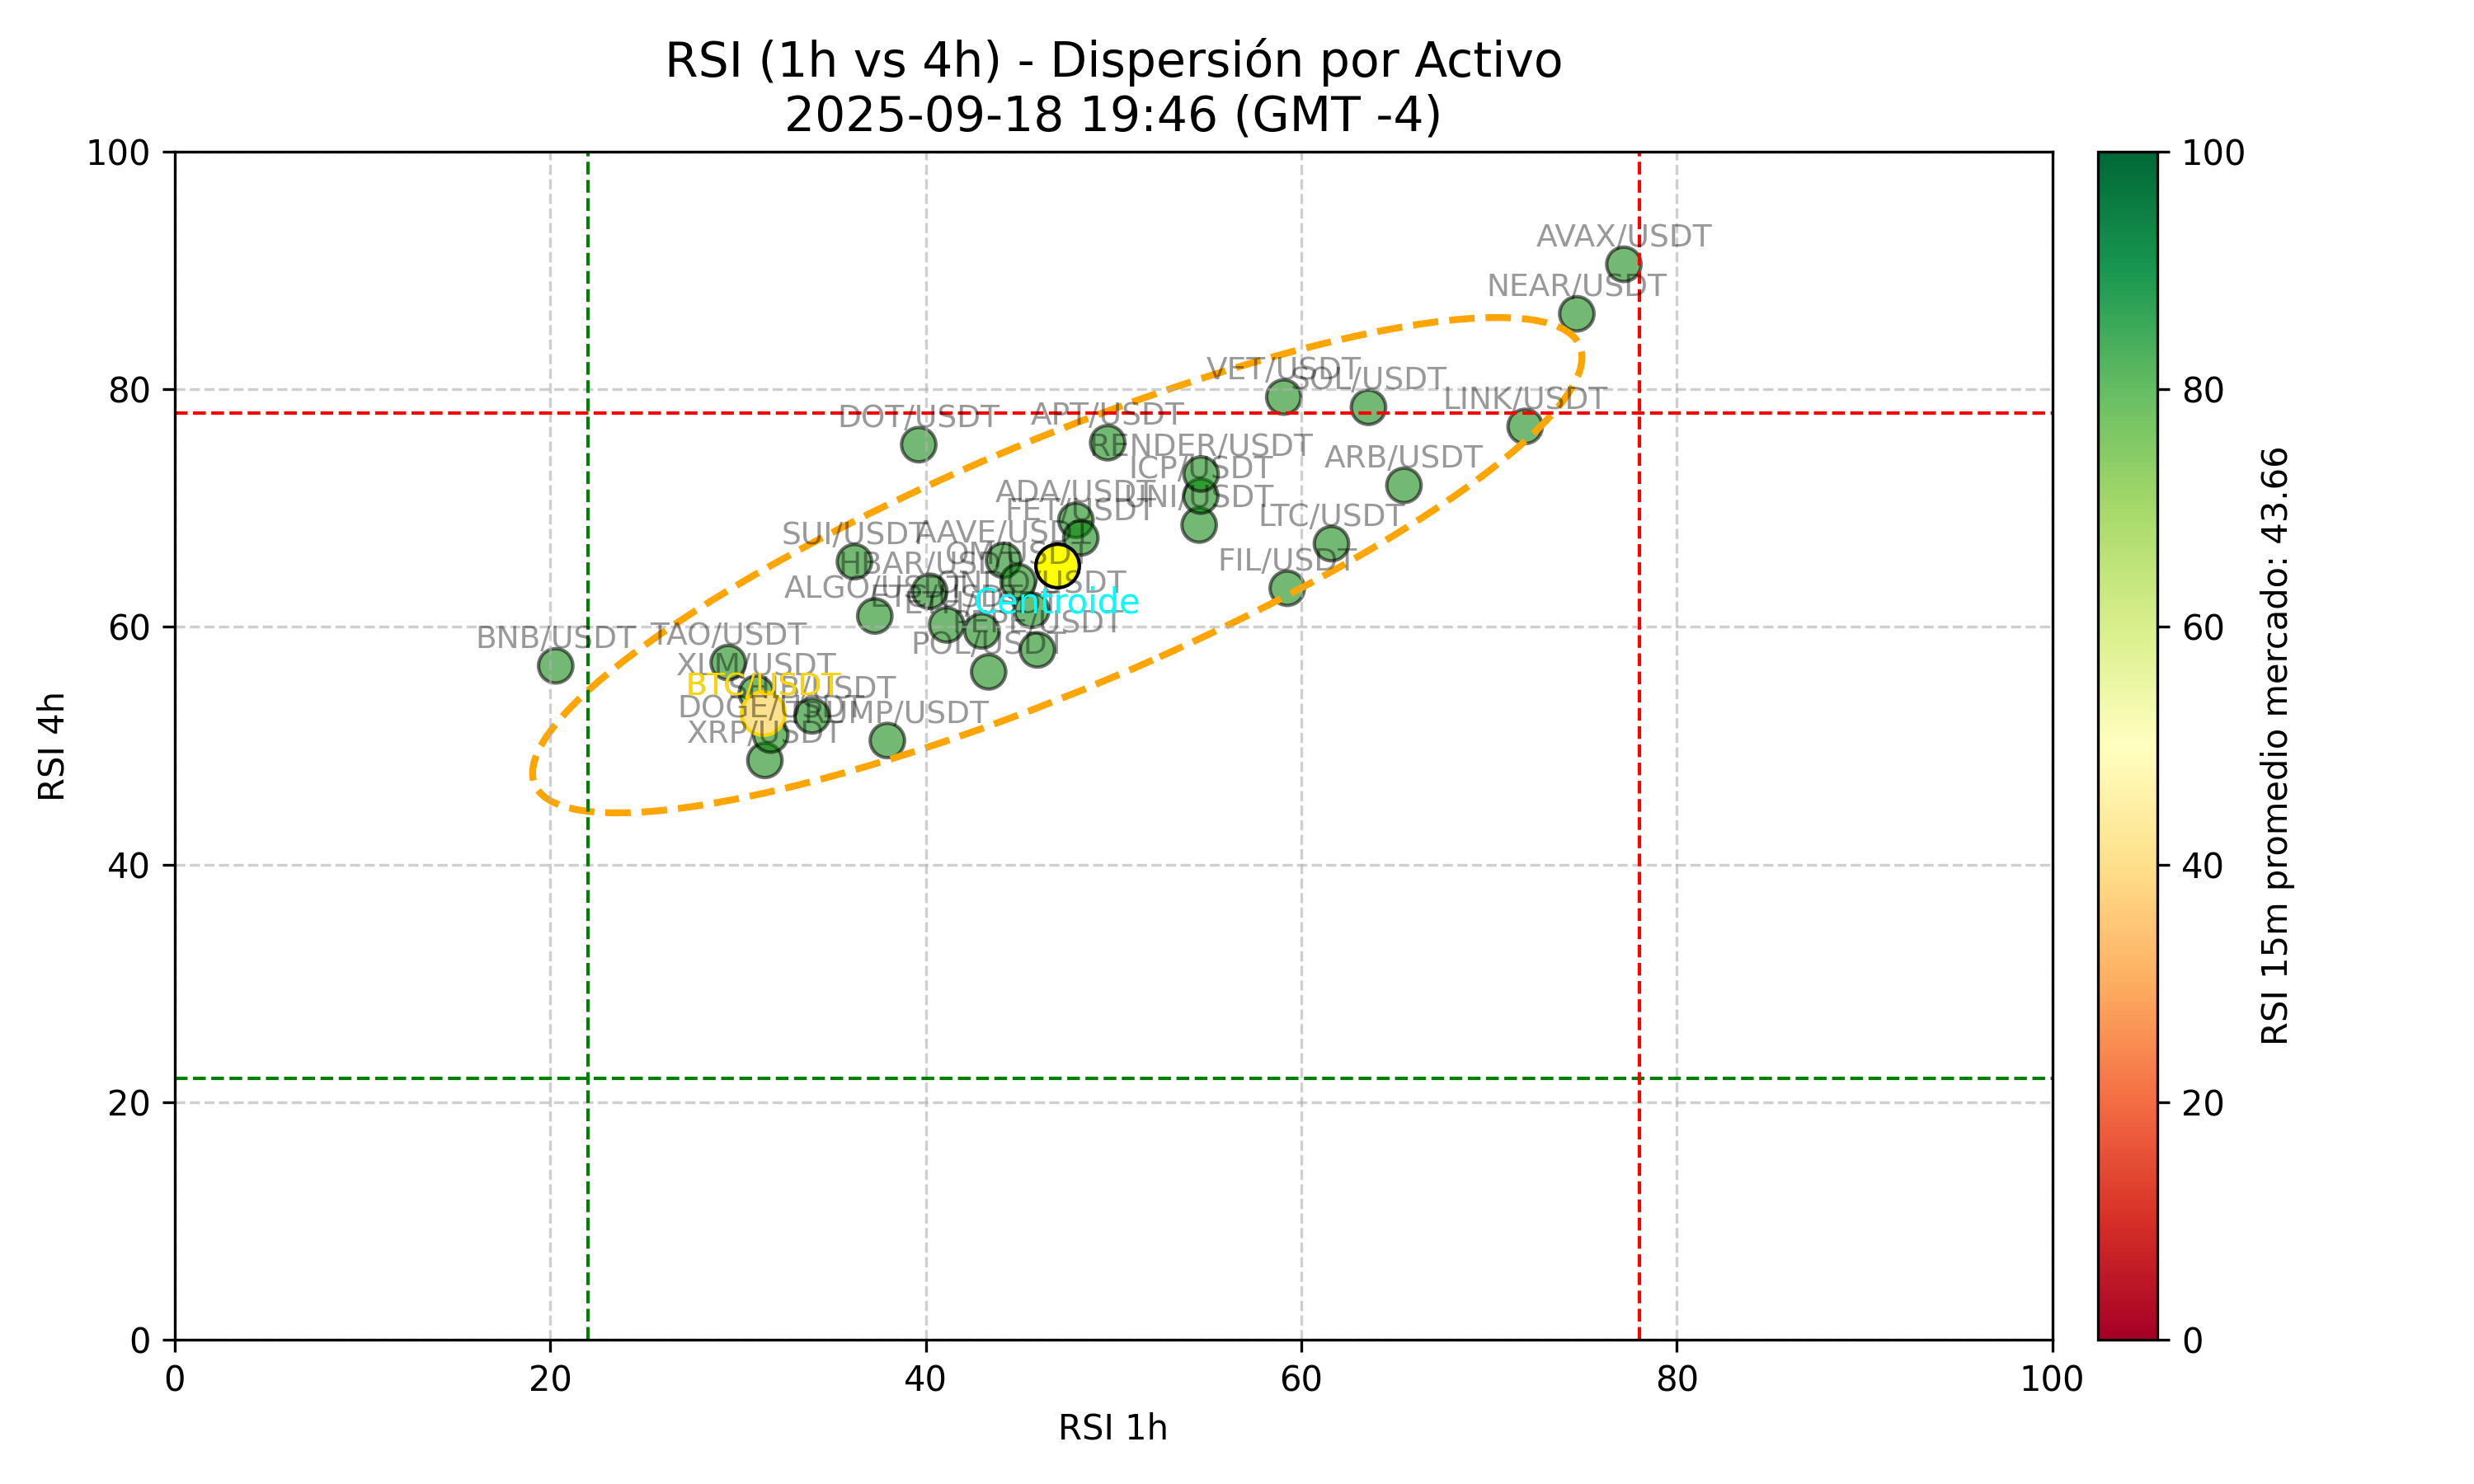 RSI (1h vs 4h) - Dispersión por Activo
2025-09-18 19:46 (GMT -4)
100
80
60
40
20
0
RSI 4h
0
20
40
60
80
100
RSI 1h
AVAX/USDT
NEAR/USDT
VET/USDT
SOL/USDT
LINK/USDT
DOT/USDT
APT/USDT
RENDER/USDT
ARB/USDT
ICP/USDT
ADA/USDT
UNI/USDT
FET/USDT
LTC/USDT
SUI/USDT
AAVE/USDT
FIL/USDT
HBAR/USDT
ALGO/USDT
Centroide
BNB/USDT
TAO/USDT
POL/USDT
XLM/USDT
BTC/USDT
DOGE/USDT
XRP/USDT
100
80
60
40
20
0
RSI 15m promedio mercado: 43.66